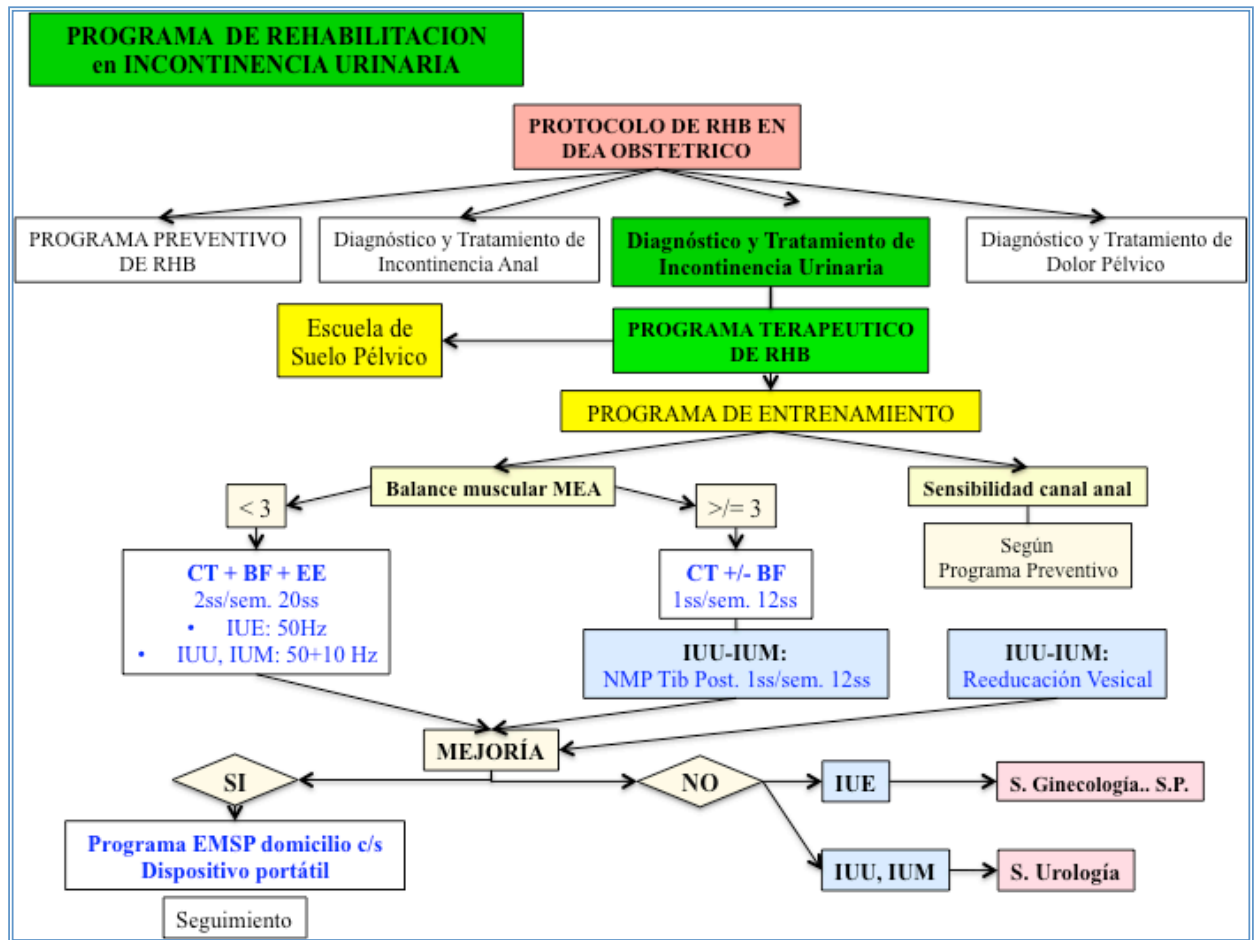 PROGRAMA DE REHABILITACION
en INCONTINENCIA URINARIA
PROTOCOLO DE RHB EN
DEA OBSTETRICO
PROGRAMA PREVENTIVO
DE RHB
Diagnóstico y Tratamiento de
Incontinencia Anal
Diagnóstico y Tratamiento de
Incontinencia Urinaria
Diagnóstico y Tratamiento de
Dolor Pélvico
Escuela de
Suelo Pélvico
PROGRAMA TERAPEUTICO
DE RHB
PROGRAMA DE ENTRENAMIENTO
Balance muscular MEA
Sensibilidad canal anal
< 3
>/= 3
Según
Programa Preventivo
CT + BF + EE
2ss/sem. 20ss
• IUE: 50Hz
• IUU, IUM: 50+10 Hz
CT +/- BF
1ss/sem. 12ss
IUU-IUM:
NMP Tib Post. 1ss/sem. 12ss
IUU-IUM:
Reeducación Vesical
MEJORÍA
SI
NO
IUE
S. Ginecología.. S.P.
Programa EMSP domicilio c/s
Dispositivo portátil
IUU, IUM
S. Urología
Seguimiento